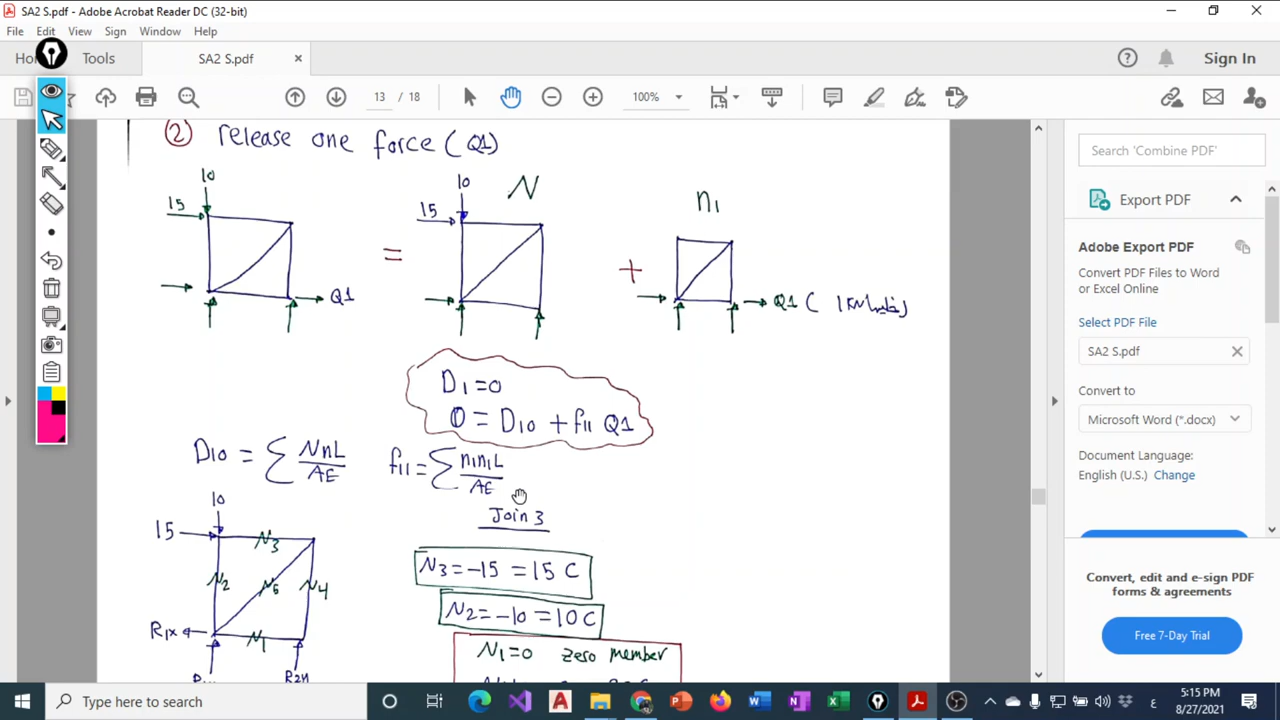 SA2 S.pdf - Adobe Acrobat Reader DC (32-bit)
File Edit View Sign Window Help
Ho Tools SA2 S.pdf Sign In
13 / 18 100%
② release one force (Q1)
10
15
Q1
=
10
N
15
+
n1
Q1 ( 1KN
D1 = 0
0 = D10 + f11 Q1
D10 = Σ NnL / AE
f11 = Σ n1n1L / AE
Join 3
10
15
N3
N2
N5
N4
R1x
N1
R2y
N3 = -15 = 15 C
N2 = -10 = 10 C
N1 = 0 zero member
Search 'Combine PDF'
Export PDF
Adobe Export PDF
Convert PDF Files to Word
or Excel Online
Select PDF File
SA2 S.pdf
Convert to
Microsoft Word (*.docx)
Document Language:
English (U.S.) Change
Convert, edit and e-sign PDF
forms & agreements
Free 7-Day Trial
Type here to search
ع
5:15 PM
8/27/2021